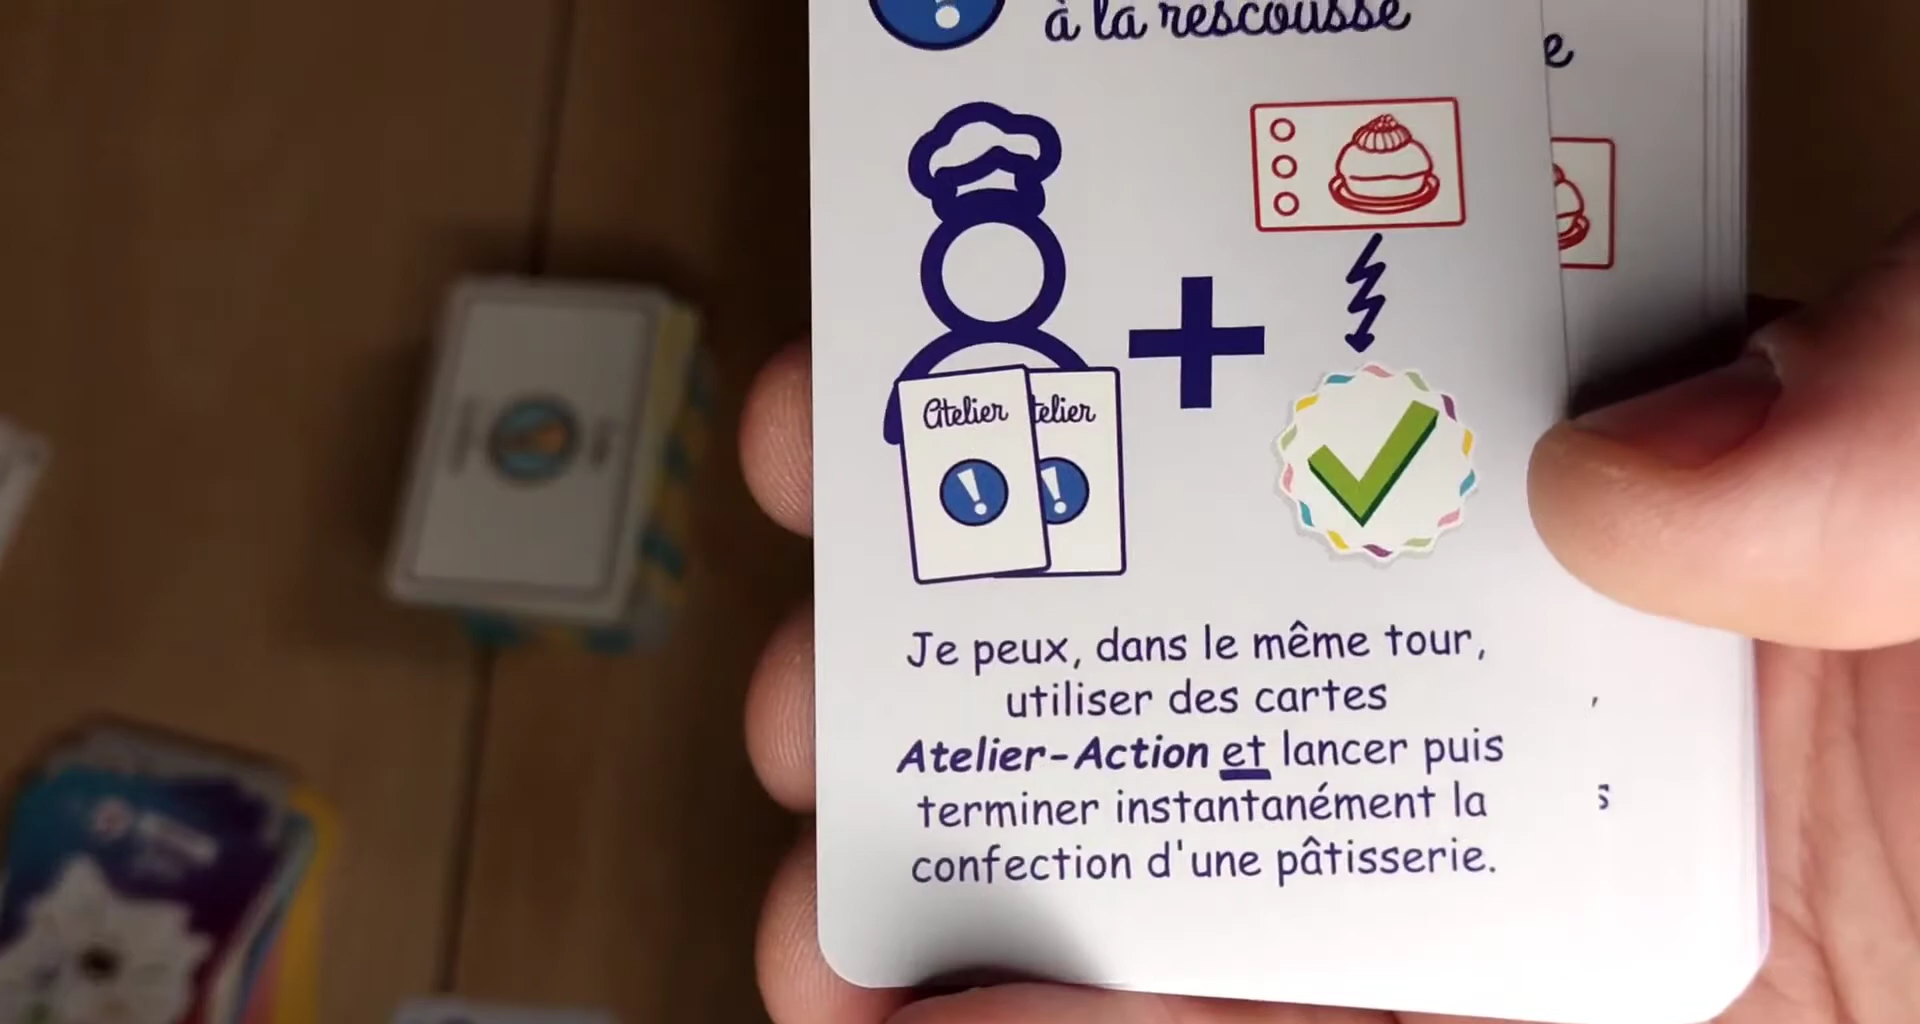 à la rescousse
e
Atelier
telier
Je peux, dans le même tour,
utiliser des cartes
Atelier-Action et lancer puis
terminer instantanément la
confection d'une pâtisserie.
,
s